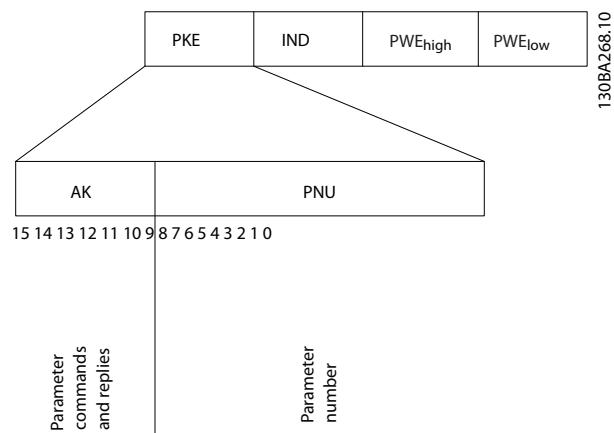 PKE IND PWEhigh PWElow
130BA268.10
AK PNU
15 14 13 12 11 10 9 8 7 6 5 4 3 2 1 0
Parameter
commands
and replies
Parameter
number